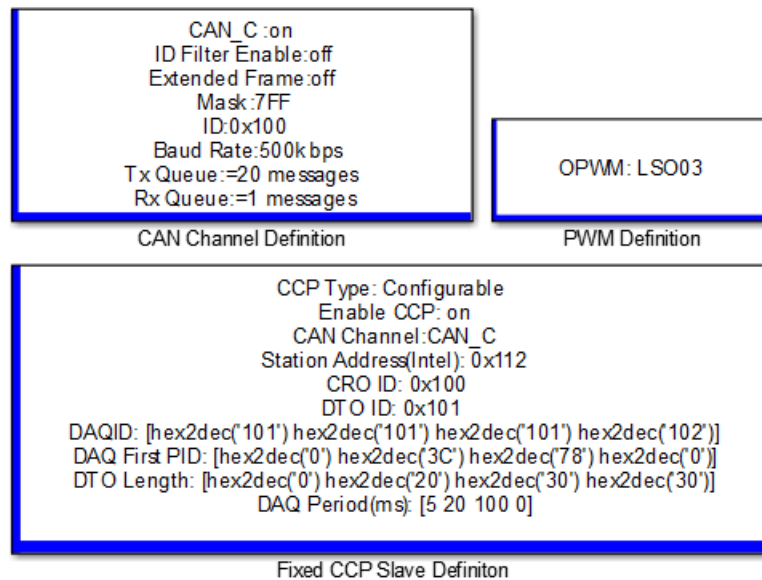 CAN_C :on
ID Filter Enable:off
Extended Frame:off
Mask:7FF
ID:0x100
Baud Rate:500kbps
Tx Queue:=20 messages
Rx Queue:=1 messages
CAN Channel Definition
OPWM: LSO03
PWM Definition
CCP Type: Configurable
Enable CCP: on
CAN Channel:CAN_C
Station Address(Intel): 0x112
CRO ID: 0x100
DTO ID: 0x101
DAQID: [hex2dec('101') hex2dec('101') hex2dec('101') hex2dec('102')]
DAQ First PID: [hex2dec('0') hex2dec('3C') hex2dec('78') hex2dec('0')]
DTO Length: [hex2dec('0') hex2dec('20') hex2dec('30') hex2dec('30')]
DAQ Period(ms): [5 20 100 0]
Fixed CCP Slave Definiton